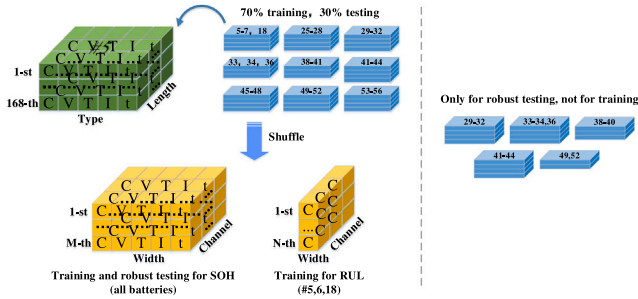 70% training, 30% testing
C V T I t
#5
C V T I t
1-st C V T I t
C V T I t
168-th C V T I t
Type
Length
5-7, 18 25-28 29-32
33, 34, 36 38-41 41-44
45-48 49-52 53-56
Shuffle
C V T I t
C V T I t
1-st C V T I t
M-th C V T I t
Width
Channel
Training and robust testing for SOH
(all batteries)
C
C
C C
1-st C C
... C
N-th C
Width
Channel
Training for RUL
(#5,6,18)
Only for robust testing, not for training
29-32 33-34,36 38-40
41-44 49,52